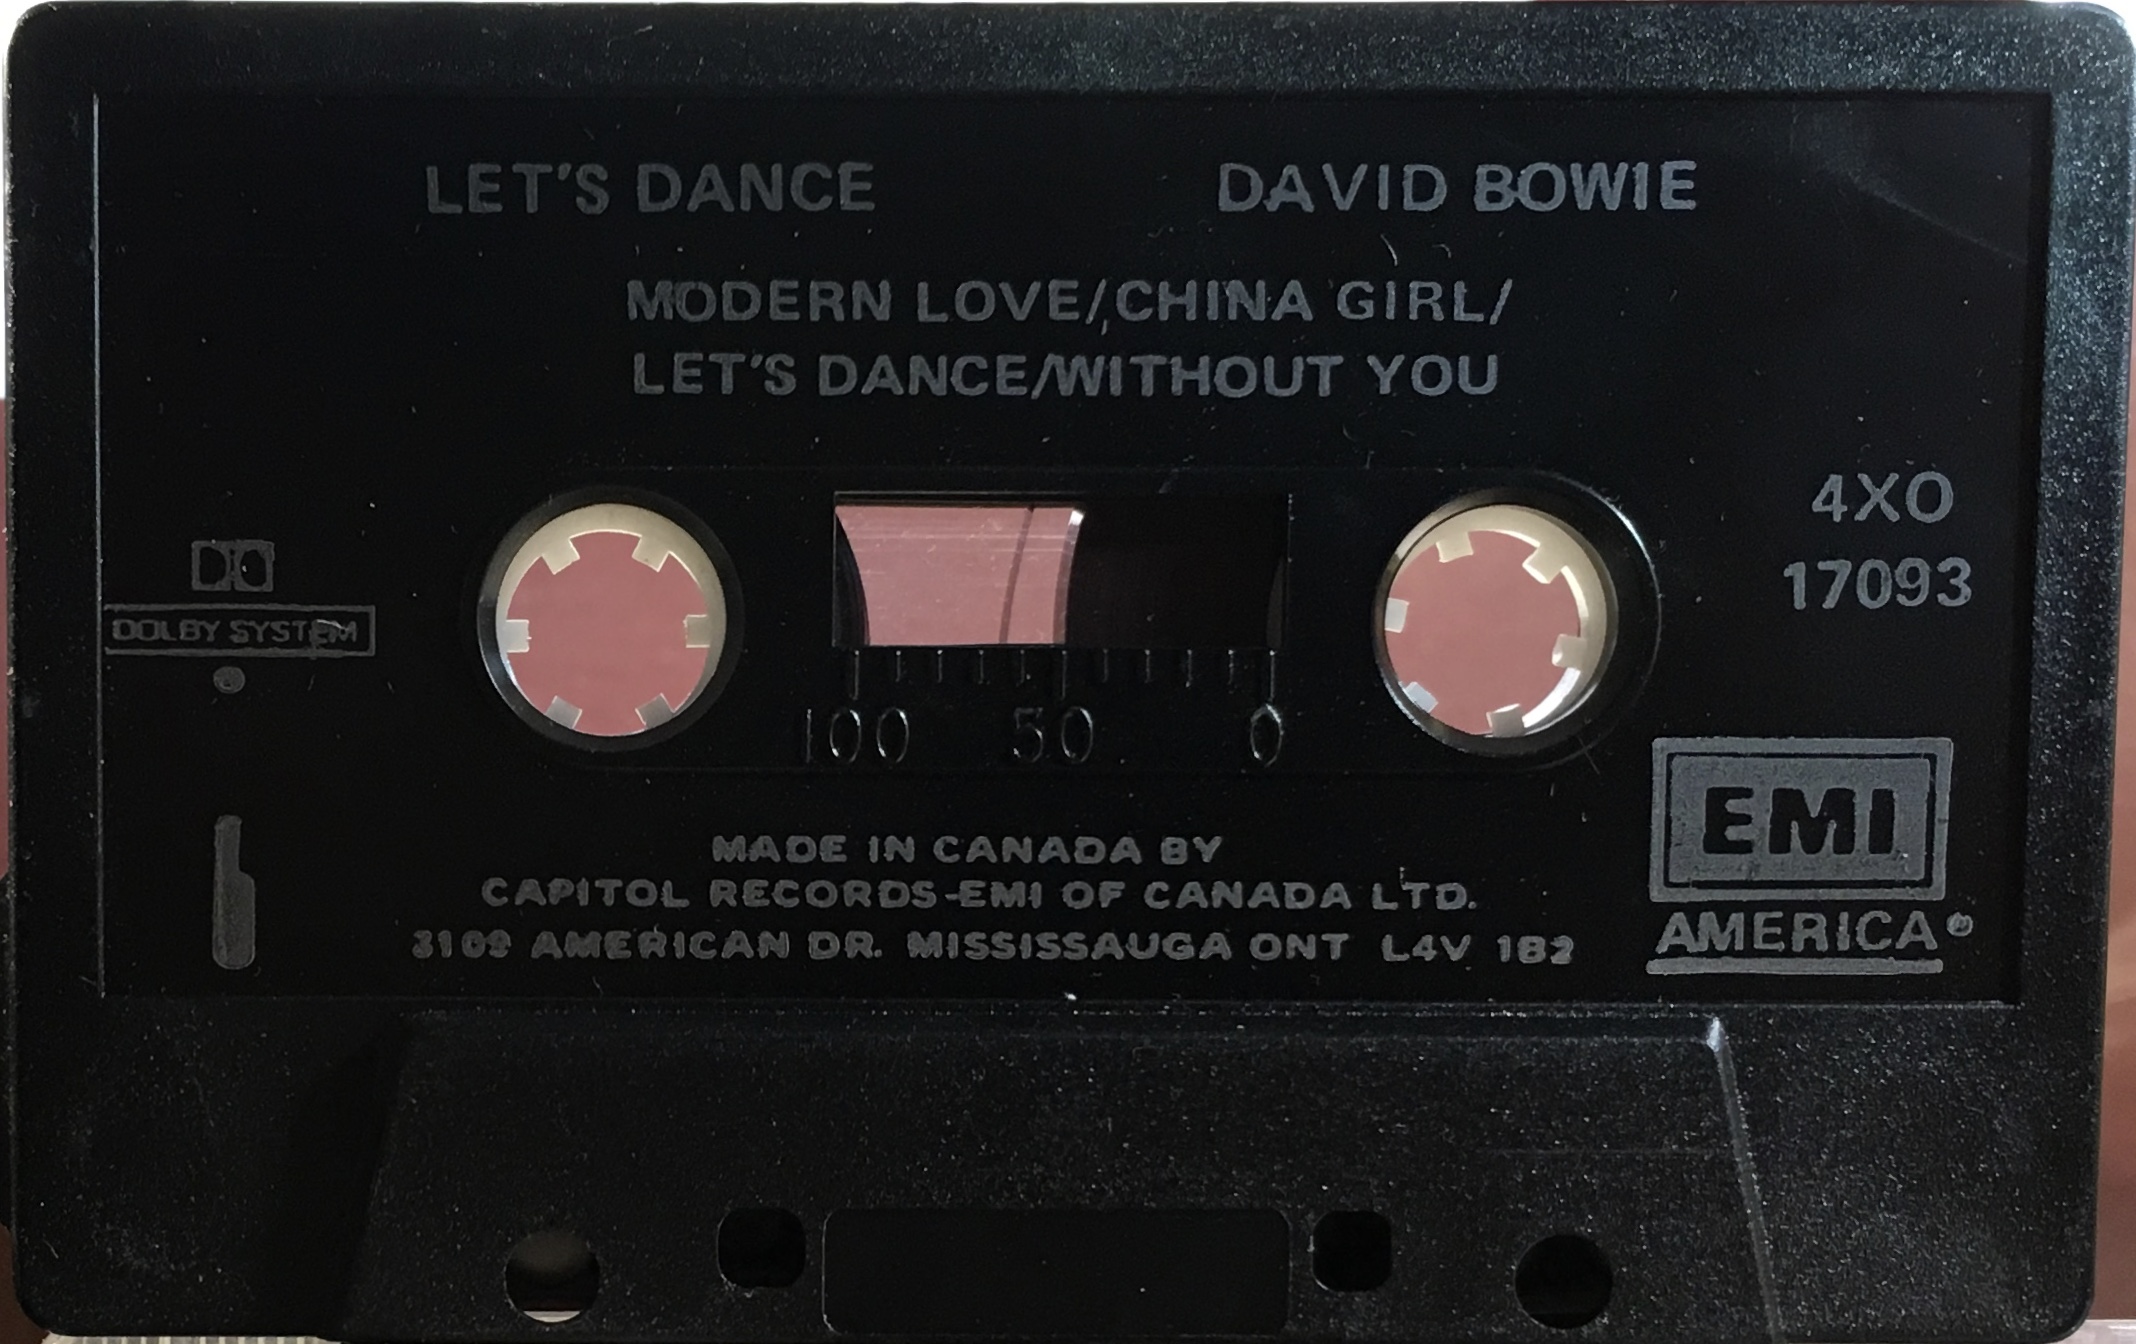 LET'S DANCE DAVID BOWIE
MODERN LOVE/CHINA GIRL/
LET'S DANCE/WITHOUT YOU
4XO
17093
DOLBY SYSTEM
100 50 0
1
MADE IN CANADA BY
CAPITOL RECORDS-EMI OF CANADA LTD.
3109 AMERICAN DR. MISSISSAUGA ONT L4V 1B2
EMI
AMERICA®